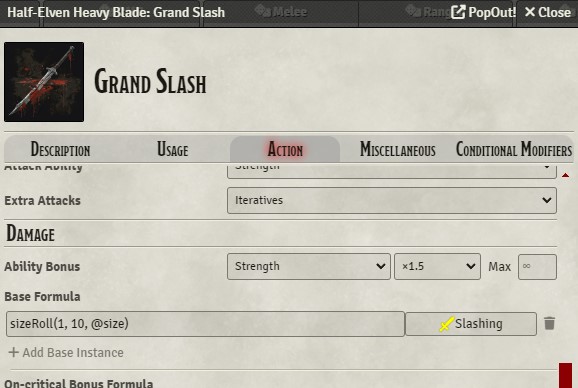 Half-Elven Heavy Blade: Grand Slash
Melee
PopOut!
Close
Grand Slash
Description
Usage
Action
Miscellaneous
Conditional Modifiers
Attack Ability
Strength
Extra Attacks
Iteratives
Damage
Ability Bonus
Strength
×1.5
Max
∞
Base Formula
sizeRoll(1, 10, @size)
Slashing
+ Add Base Instance
On-critical Bonus Formula